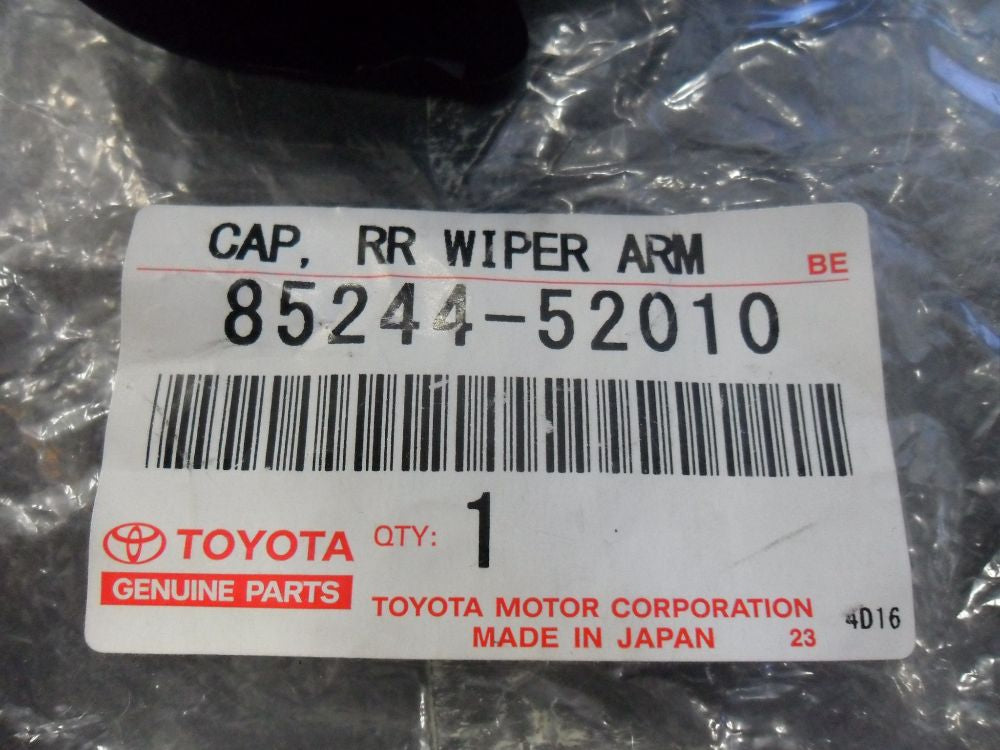 CAP, RR WIPER ARM BE
85244-52010
TOYOTA QTY: 1
GENUINE PARTS
TOYOTA MOTOR CORPORATION
MADE IN JAPAN 23 4D16